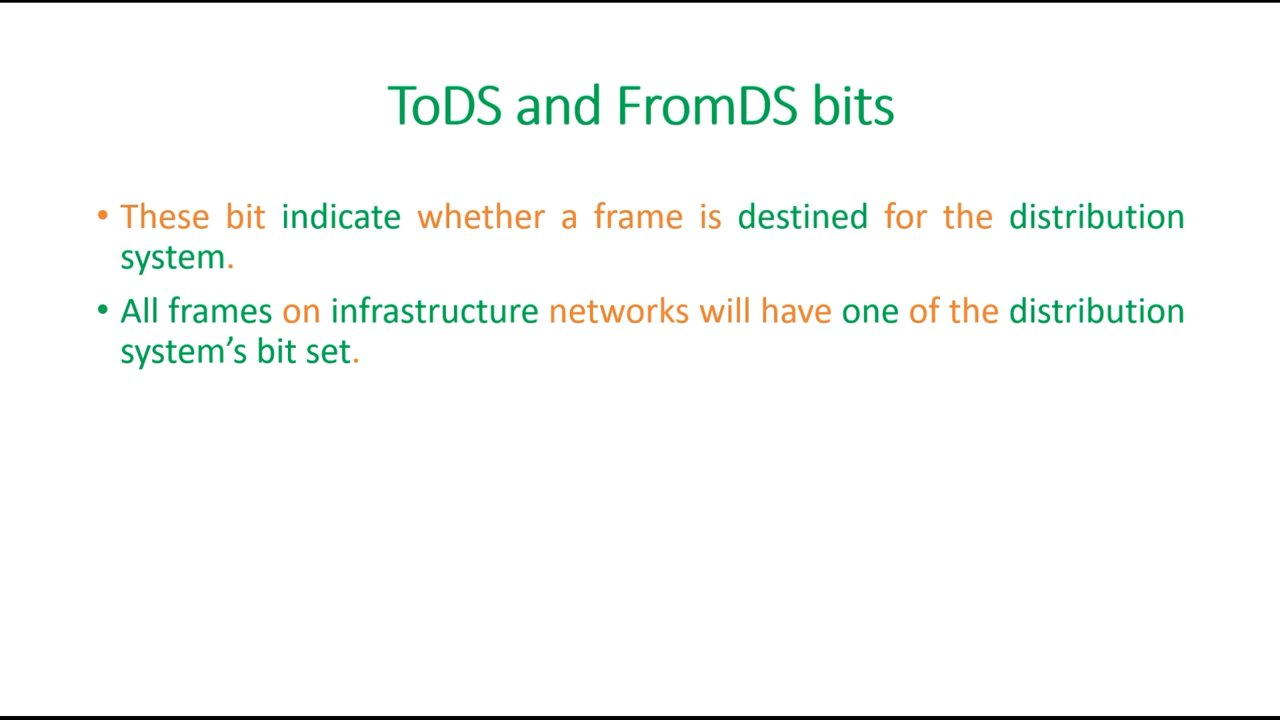 ToDS and FromDS bits
• These bit indicate whether a frame is destined for the distribution
system.
• All frames on infrastructure networks will have one of the distribution
system’s bit set.